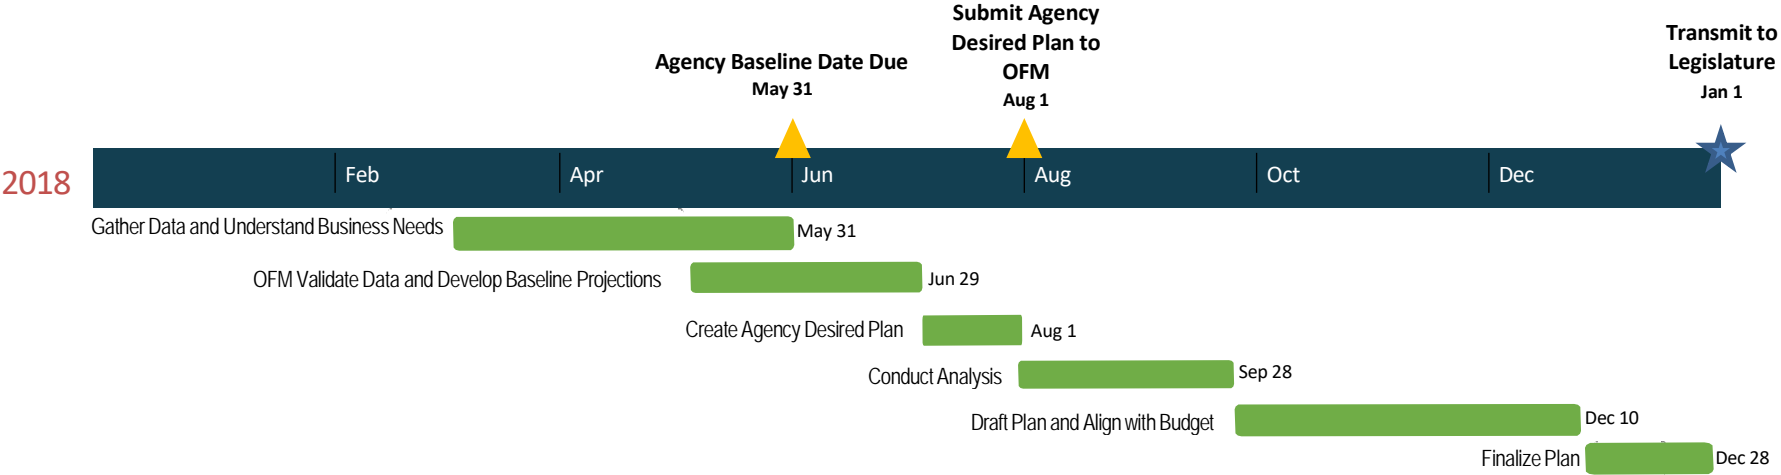 Submit Agency
Desired Plan to
OFM
Aug 1
Transmit to
Legislature
Jan 1
Agency Baseline Date Due
May 31
2018
Feb
Apr
Jun
Aug
Oct
Dec
Gather Data and Understand Business Needs
May 31
OFM Validate Data and Develop Baseline Projections
Jun 29
Create Agency Desired Plan
Aug 1
Conduct Analysis
Sep 28
Draft Plan and Align with Budget
Dec 10
Finalize Plan
Dec 28